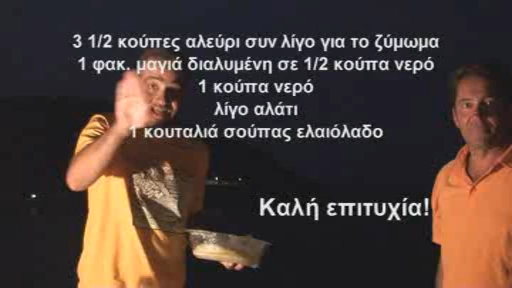 3 1/2 κούπες αλεύρι συν λίγο για το ζύμωμα
1 φακ. μαγιά διαλυμένη σε 1/2 κούπα νερό
1 κούπα νερό
λίγο αλάτι
1 κουταλιά σούπας ελαιόλαδο
Καλή επιτυχία!